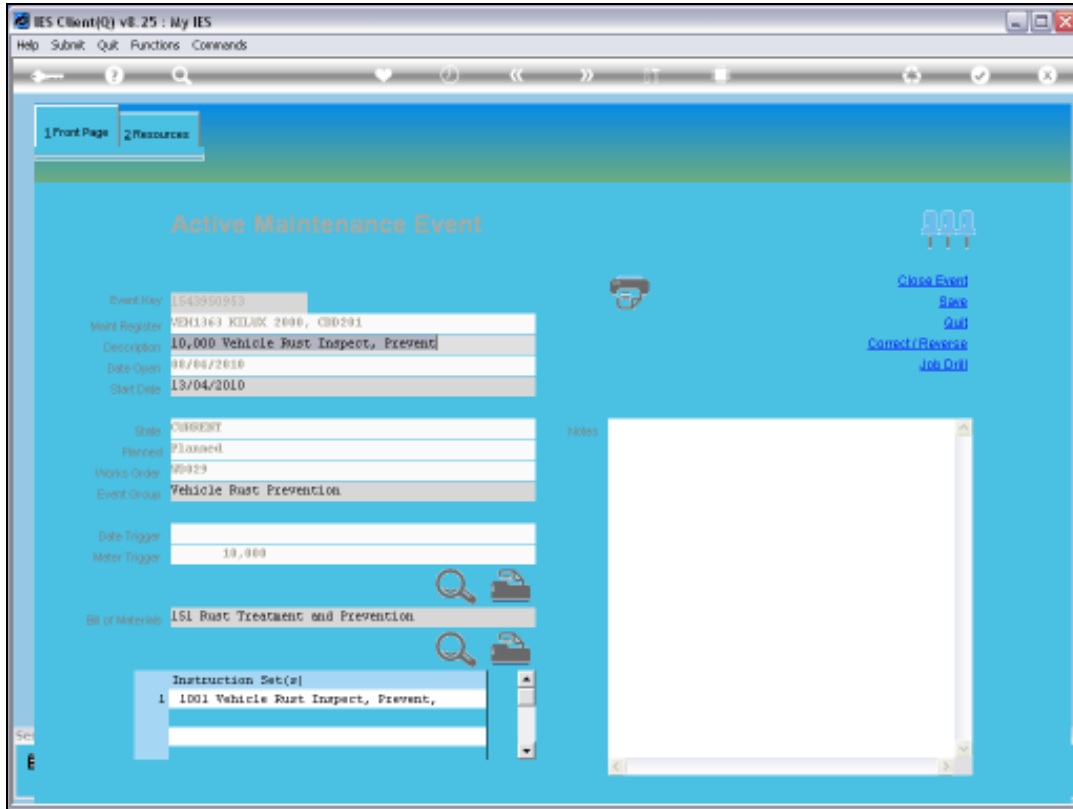 IES Client(Q) v8.25 : My IES
Help Submit Quit Functions Commands
1 Front Page 2 Resources
Active Maintenance Event
Close Event
Save
Quit
Correct / Reverse
Job Drill
Event Key 1543950953
Maint Register VEH1363 KILUX 2000, CBD201
Description 10,000 Vehicle Rust Inspect, Prevent
Date Open 08/04/2010
Start Date 13/04/2010
State CURRENT
Planned Planned
Works Order WO029
Event Group Vehicle Rust Prevention
Notes
Date Trigger
Meter Trigger 10,000
Bill of Materials 151 Rust Treatment and Prevention
Instruction Set(s)
1 1001 Vehicle Rust Inspect, Prevent,